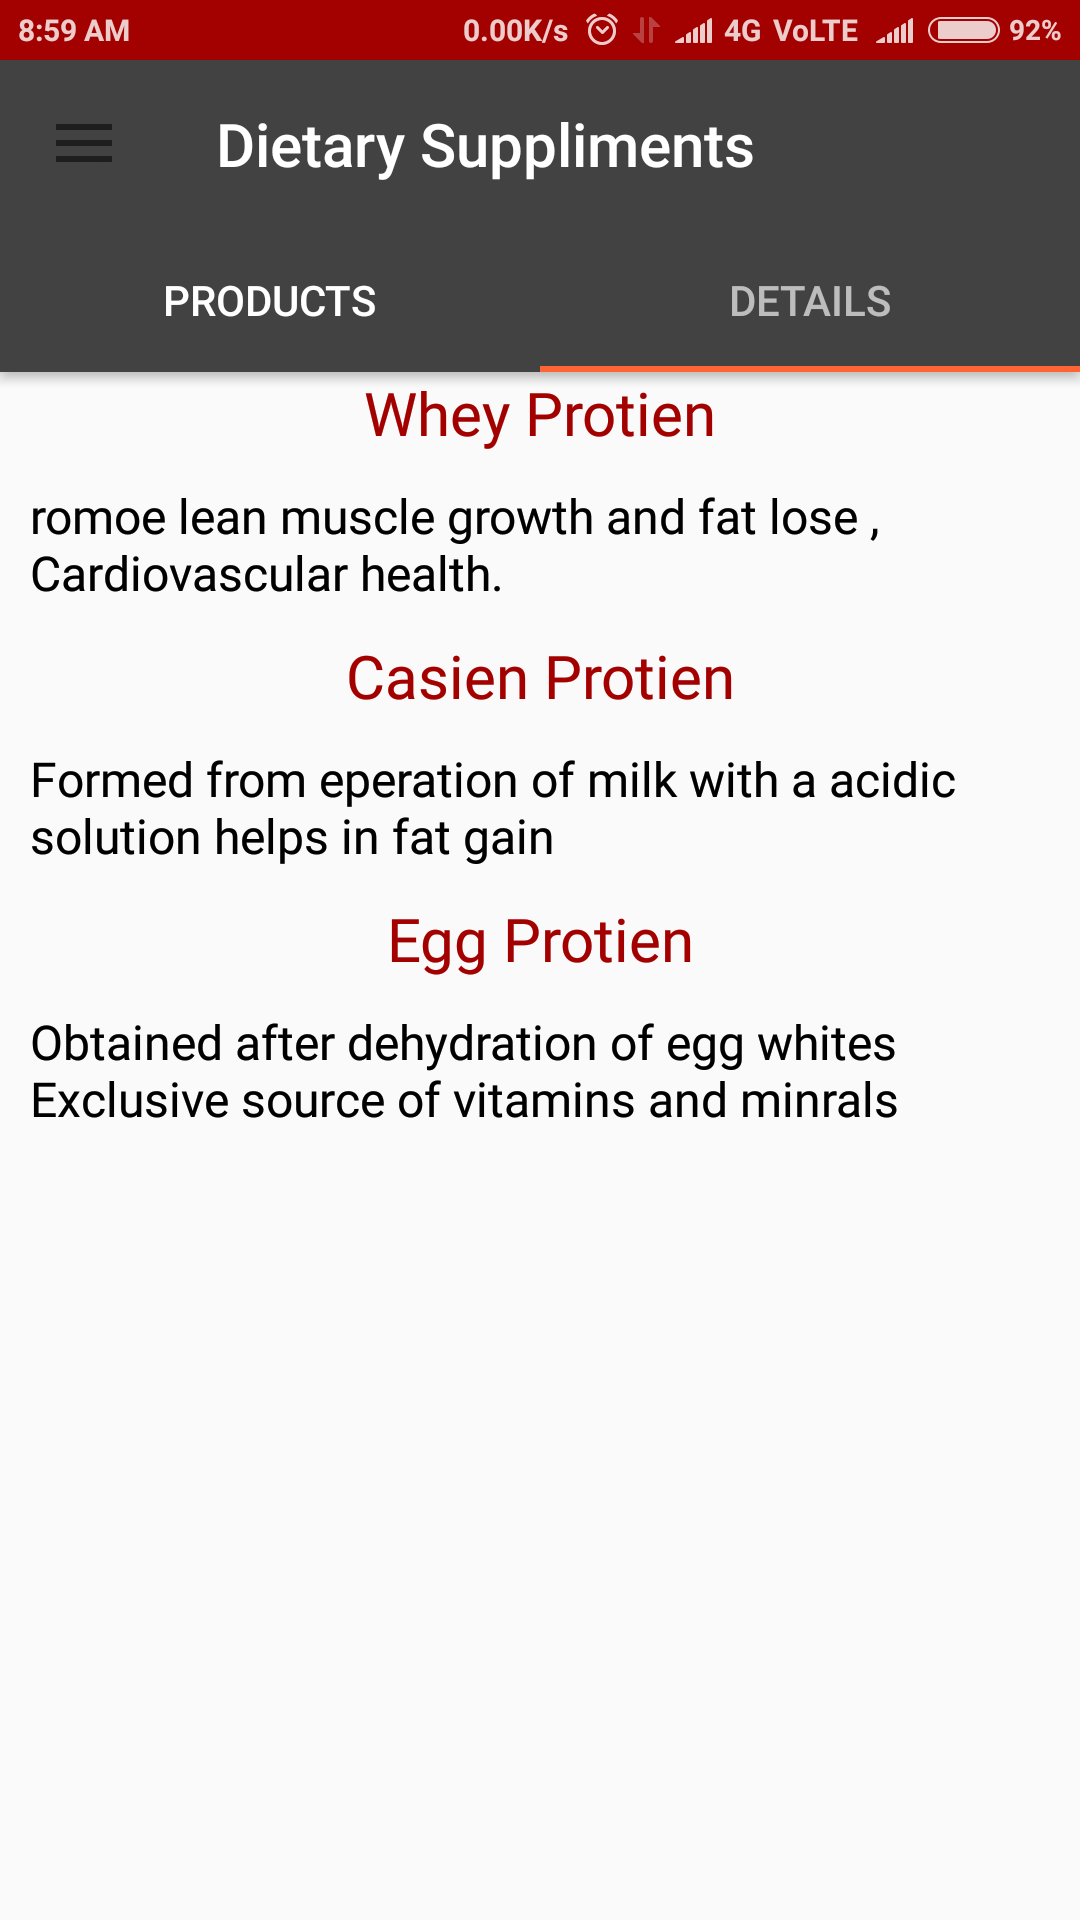 8:59 AM 0.00K/s 4G VoLTE 92%
Dietary Suppliments
PRODUCTS DETAILS
Whey Protien
romoe lean muscle growth and fat lose ,
Cardiovascular health.
Casien Protien
Formed from eperation of milk with a acidic
solution helps in fat gain
Egg Protien
Obtained after dehydration of egg whites
Exclusive source of vitamins and minrals